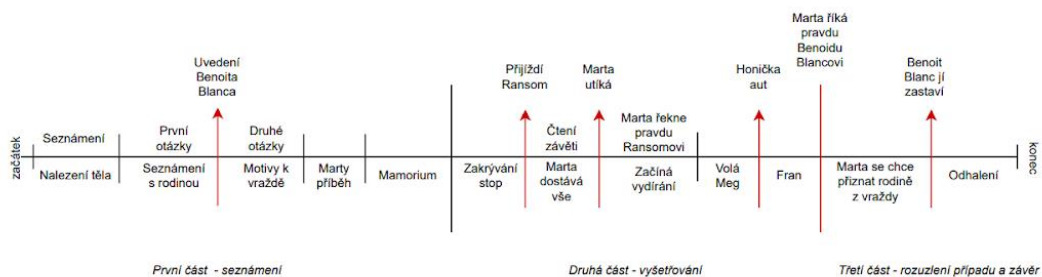 Uvedení
Benoita
Blanca
Přijíždí
Ransom
Marta
utíká
Honička
aut
Marta říká
pravdu
Benoidu
Blancovi
Benoit
Blanc jí
zastaví
začátek
Seznámení
První
otázky
Druhé
otázky
Čtení
závěti
Marta řekne
pravdu
Ransomovi
konec
Nalezení těla
Seznámení
s rodinou
Motivy k
vraždě
Marty
příběh
Mamorium
Zakrývání
stop
Marta
dostává
vše
Začíná
vydírání
Volá
Meg
Fran
Marta se chce
přiznat rodině
z vraždy
Odhalení
První část - seznámení
Druhá část - vyšetřování
Třetí část - rozuzlení případu a závěr